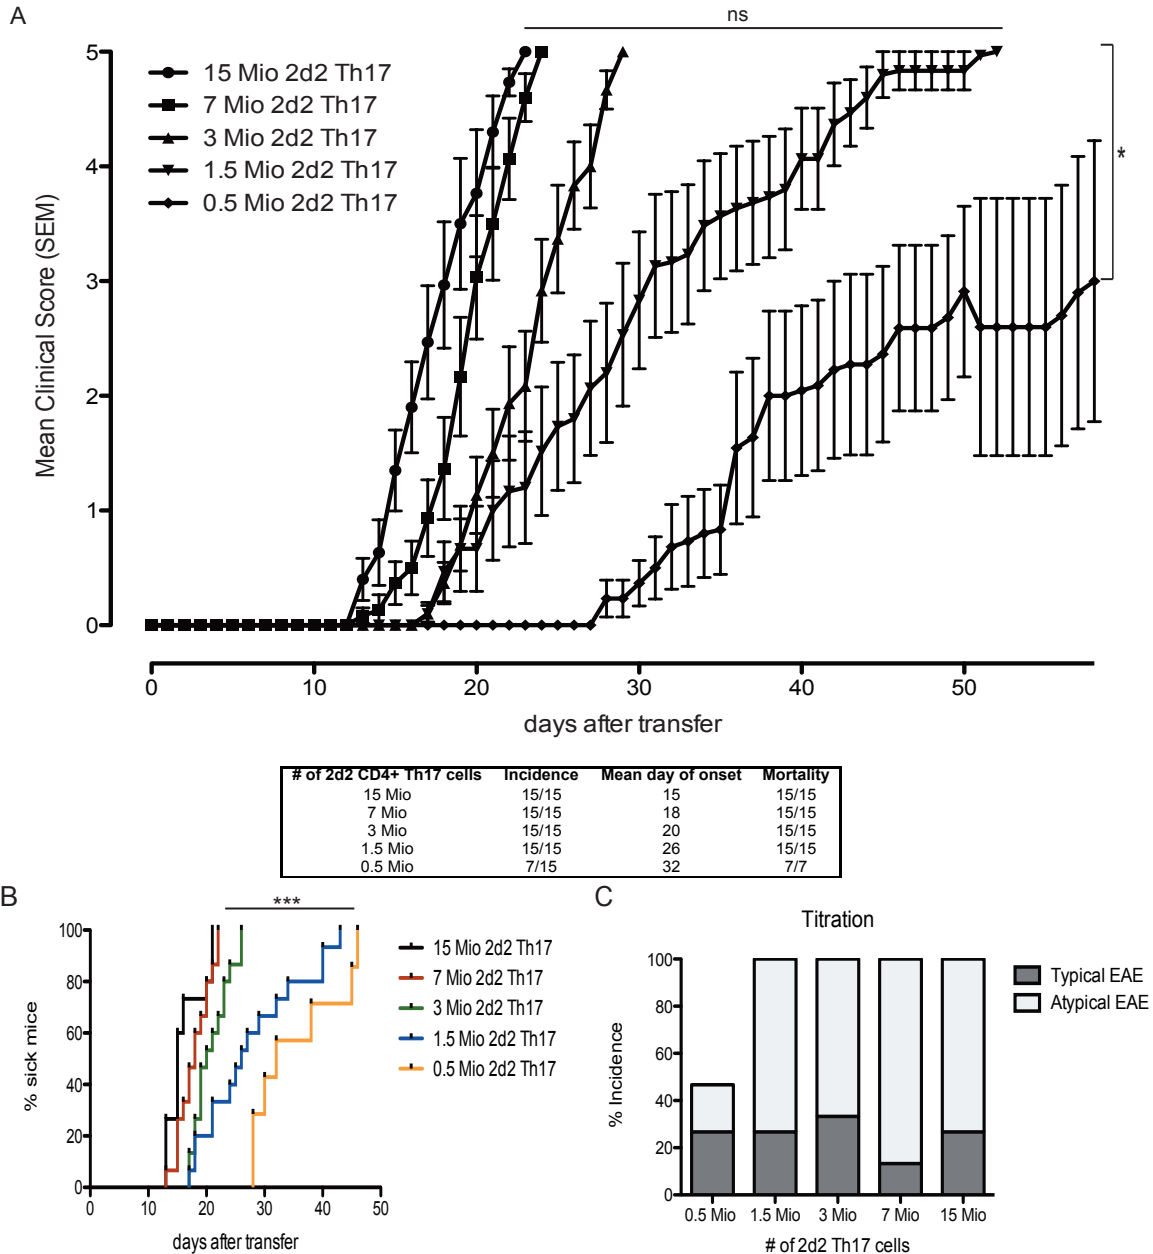 A
ns
15 Mio 2d2 Th17
7 Mio 2d2 Th17
3 Mio 2d2 Th17
1.5 Mio 2d2 Th17
0.5 Mio 2d2 Th17
*
Mean Clinical Score (SEM)
5
4
3
2
1
0
0 10 20 30 40 50
days after transfer
# of 2d2 CD4+ Th17 cells Incidence Mean day of onset Mortality
15 Mio 15/15 15 15/15
7 Mio 15/15 18 15/15
3 Mio 15/15 20 15/15
1.5 Mio 15/15 26 15/15
0.5 Mio 7/15 32 7/7
B
***
% sick mice
100
80
60
40
20
0
0 10 20 30 40 50
days after transfer
15 Mio 2d2 Th17
7 Mio 2d2 Th17
3 Mio 2d2 Th17
1.5 Mio 2d2 Th17
0.5 Mio 2d2 Th17
C
Titration
% Incidence
100
80
60
40
20
0
0.5 Mio 1.5 Mio 3 Mio 7 Mio 15 Mio
# of 2d2 Th17 cells
Typical EAE
Atypical EAE